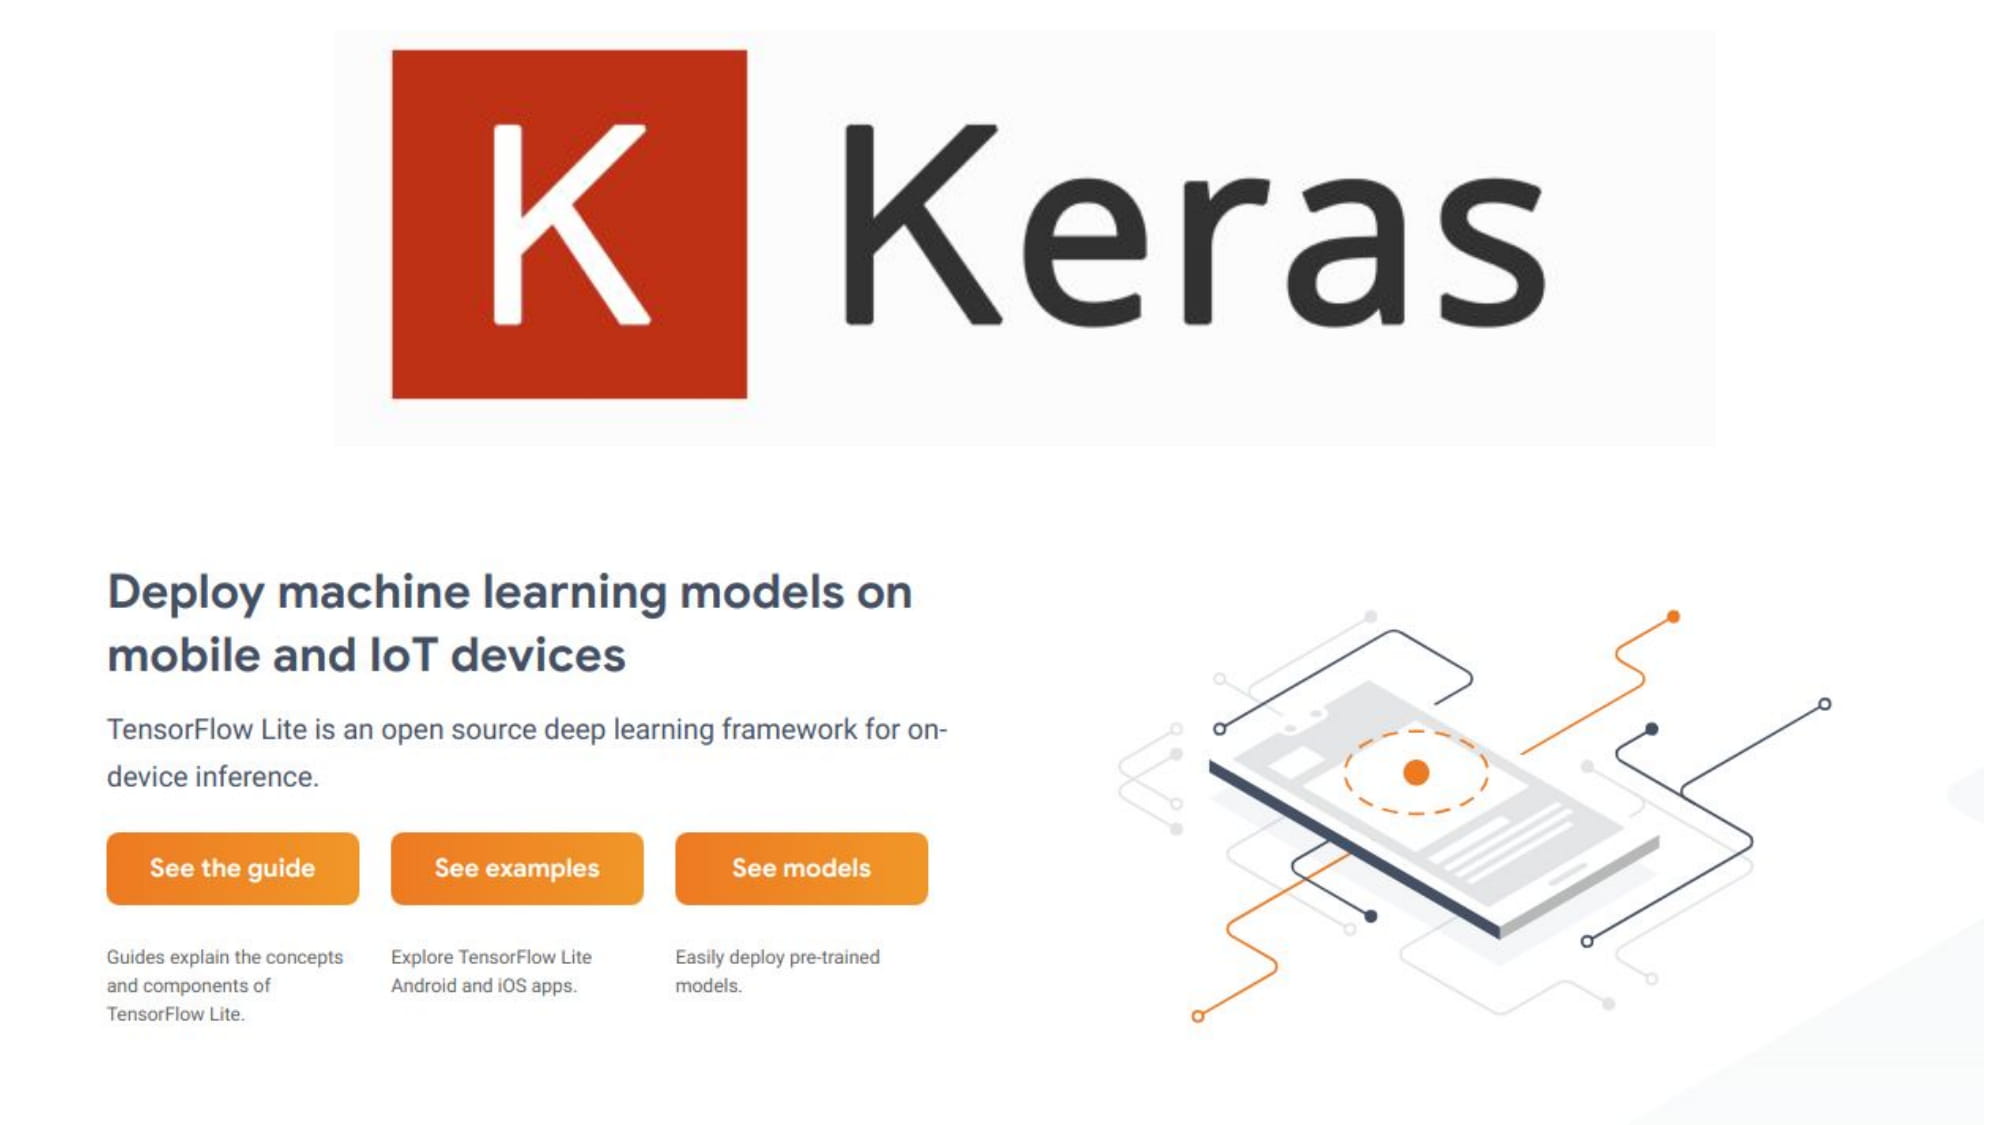 K Keras
Deploy machine learning models on
mobile and IoT devices
TensorFlow Lite is an open source deep learning framework for on-
device inference.
See the guide
See examples
See models
Guides explain the concepts
and components of
TensorFlow Lite.
Explore TensorFlow Lite
Android and iOS apps.
Easily deploy pre-trained
models.